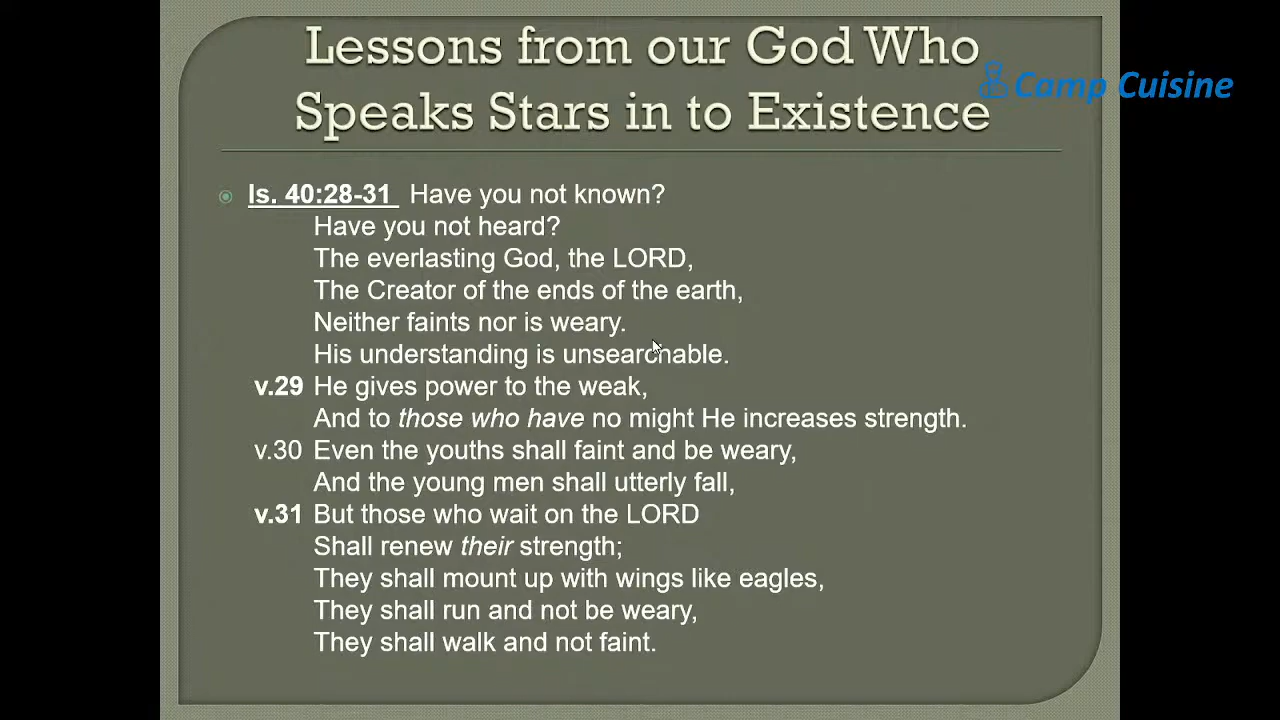 Lessons from our God Who
Speaks Stars in to Existence
Camp Cuisine
Is. 40:28-31 Have you not known?
Have you not heard?
The everlasting God, the LORD,
The Creator of the ends of the earth,
Neither faints nor is weary.
His understanding is unsearchable.
v.29 He gives power to the weak,
And to those who have no might He increases strength.
v.30 Even the youths shall faint and be weary,
And the young men shall utterly fall,
v.31 But those who wait on the LORD
Shall renew their strength;
They shall mount up with wings like eagles,
They shall run and not be weary,
They shall walk and not faint.